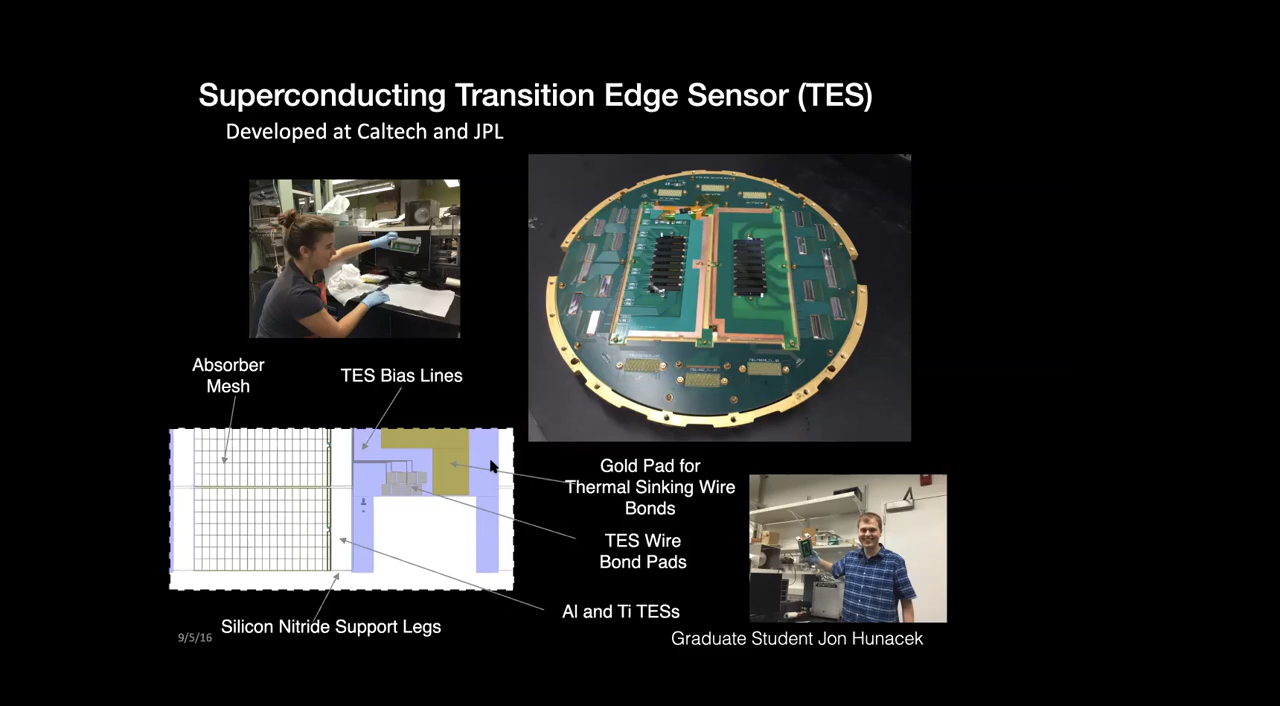 Superconducting Transition Edge Sensor (TES)
Developed at Caltech and JPL
Absorber
Mesh
TES Bias Lines
Gold Pad for
Thermal Sinking Wire
Bonds
TES Wire
Bond Pads
Al and Ti TESs
Silicon Nitride Support Legs
9/5/16
Graduate Student Jon Hunacek